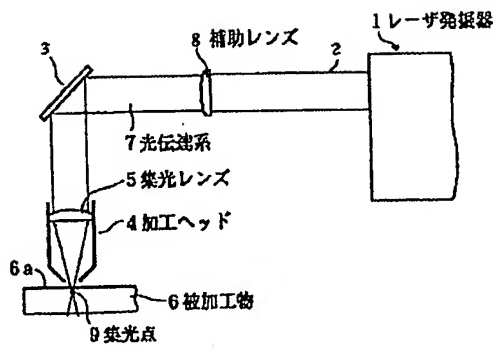 1 レーザ発振器
8 補助レンズ
2
3
7 光伝達系
5 集光レンズ
4 加工ヘッド
6a
6 被加工物
9 集光点